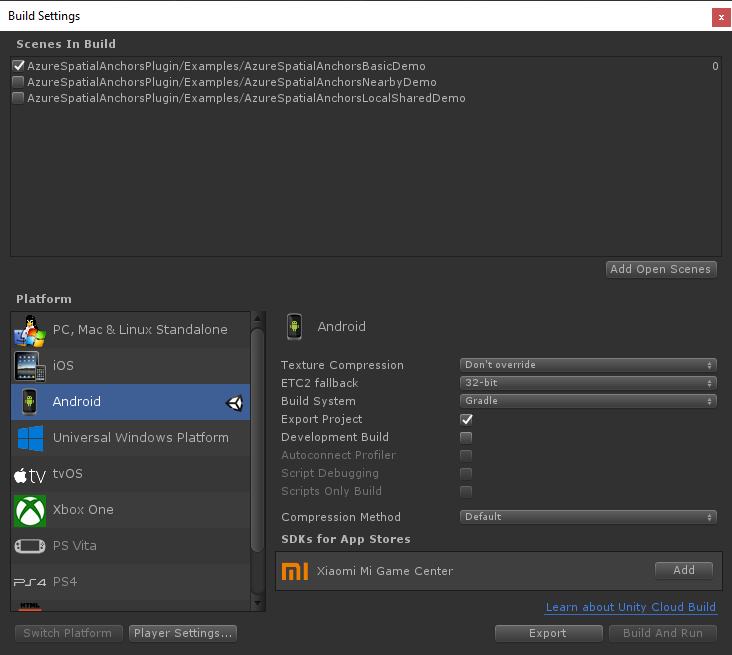 Build Settings
x
Scenes In Build
AzureSpatialAnchorsPlugin/Examples/AzureSpatialAnchorsBasicDemo 0
AzureSpatialAnchorsPlugin/Examples/AzureSpatialAnchorsNearbyDemo
AzureSpatialAnchorsPlugin/Examples/AzureSpatialAnchorsLocalSharedDemo
Add Open Scenes
Platform
PC, Mac & Linux Standalone
iOS
Android
Universal Windows Platform
tv tvOS
Xbox One
PS Vita
PS4 PS4
HTML
Android
Texture Compression Don't override
ETC2 fallback 32-bit
Build System Gradle
Export Project
Development Build
Autoconnect Profiler
Script Debugging
Scripts Only Build
Compression Method Default
SDKs for App Stores
mi Xiaomi Mi Game Center Add
Learn about Unity Cloud Build
Switch Platform Player Settings... Export Build And Run